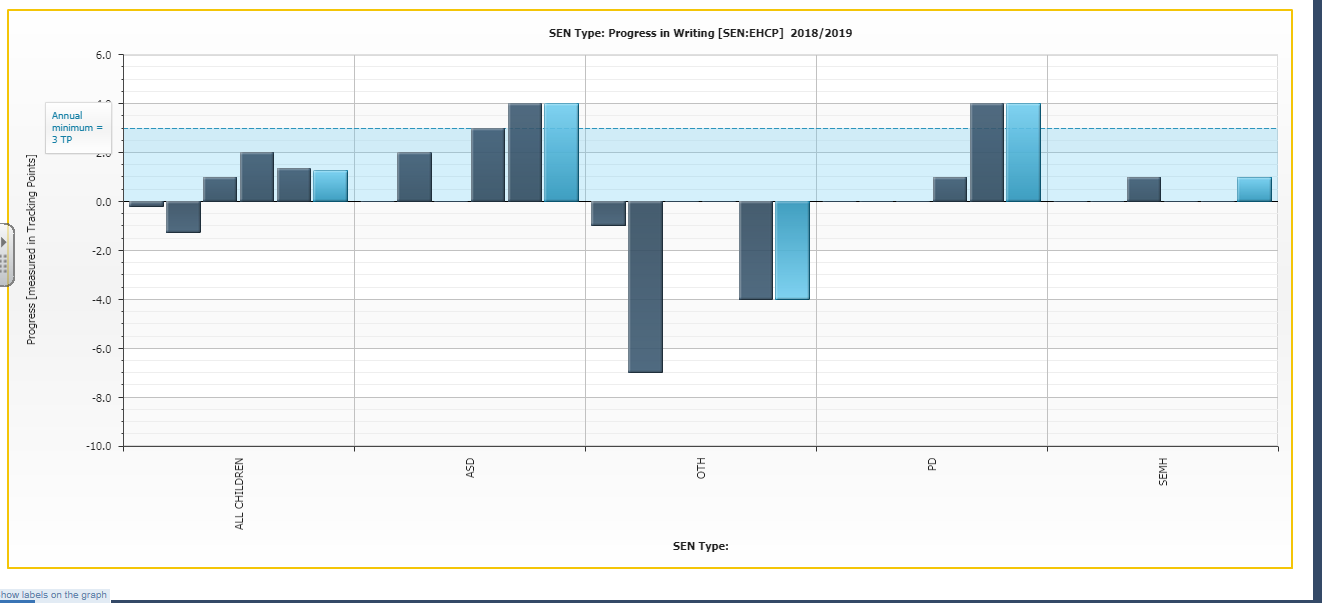 SEN Type: Progress in Writing [SEN:EHCP] 2018/2019
6.0
Annual
minimum =
3 TP
2.0
0.0
-2.0
-4.0
-6.0
-8.0
-10.0
Progress [measured in Tracking Points]
ALL CHILDREN
ASD
OTH
PD
SEMH
SEN Type:
how labels on the graph